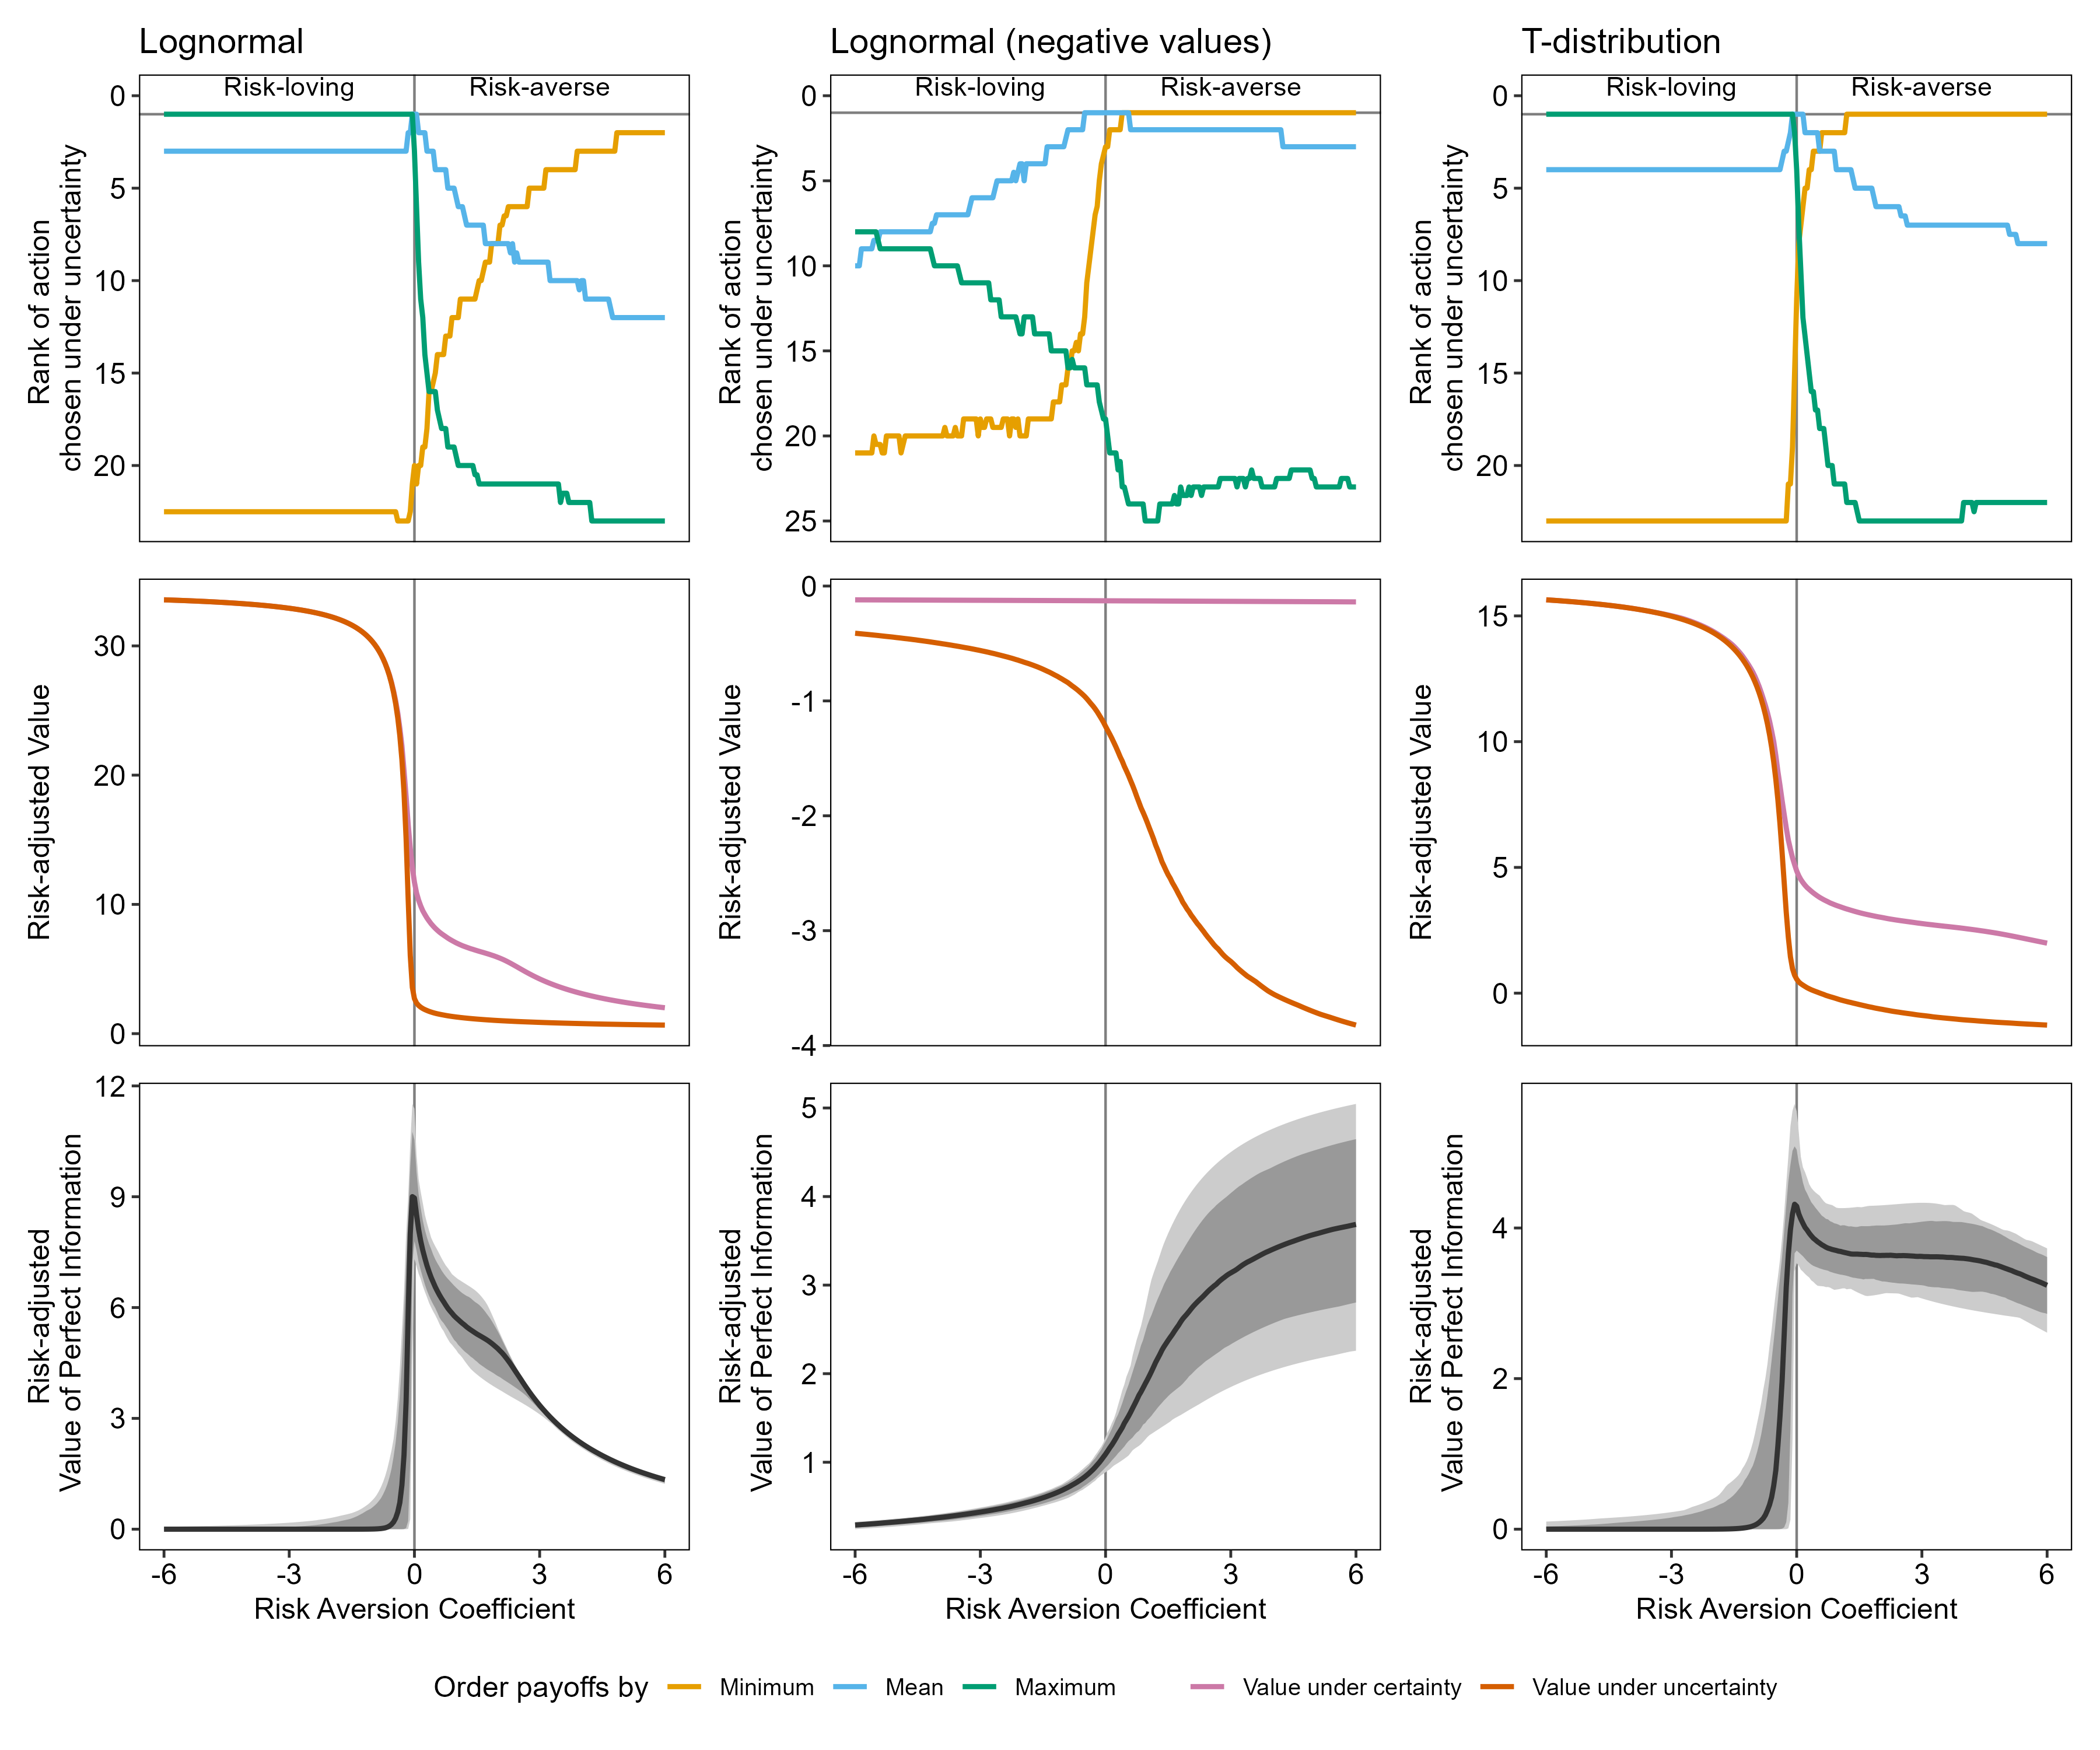 Lognormal
Lognormal (negative values)
T-distribution
Rank of action
chosen under uncertainty
0
5
10
15
20
Risk-loving
Risk-averse
Rank of action
chosen under uncertainty
0
5
10
15
20
25
Risk-loving
Risk-averse
Rank of action
chosen under uncertainty
0
5
10
15
20
Risk-loving
Risk-averse
Risk-adjusted Value
30
20
10
0
Risk-adjusted Value
0
-1
-2
-3
-4
Risk-adjusted Value
15
10
5
0
Risk-adjusted
Value of Perfect Information
12
9
6
3
0
-6 -3 0 3 6
Risk Aversion Coefficient
Risk-adjusted
Value of Perfect Information
5
4
3
2
1
-6 -3 0 3 6
Risk Aversion Coefficient
Risk-adjusted
Value of Perfect Information
4
2
0
-6 -3 0 3 6
Risk Aversion Coefficient
Order payoffs by Minimum Mean Maximum Value under certainty Value under uncertainty